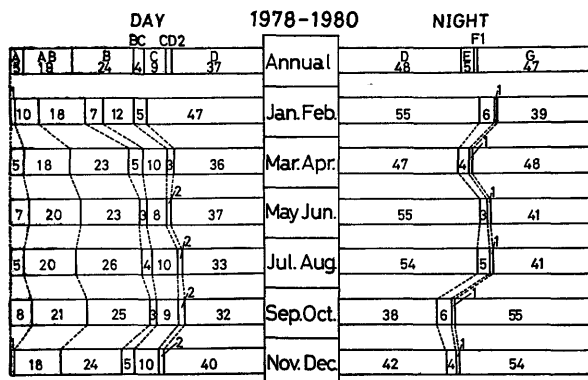 DAY 1978-1980 NIGHT
BC CD2 F1
A AB B C D Annual D E G
5 18 24 4 9 37 48 5 47
1 1
10 18 7 12 5 47 Jan.Feb. 55 6 39
1
5 18 23 5 10 3 36 Mar.Apr. 47 4 48
2 1
7 20 23 3 8 37 May Jun. 55 3 41
2 1
5 20 26 4 10 33 Jul. Aug. 54 5 41
2 1
8 21 25 3 9 32 Sep.Oct. 38 6 55
1 2 1
18 24 5 10 40 Nov.Dec. 42 4 54